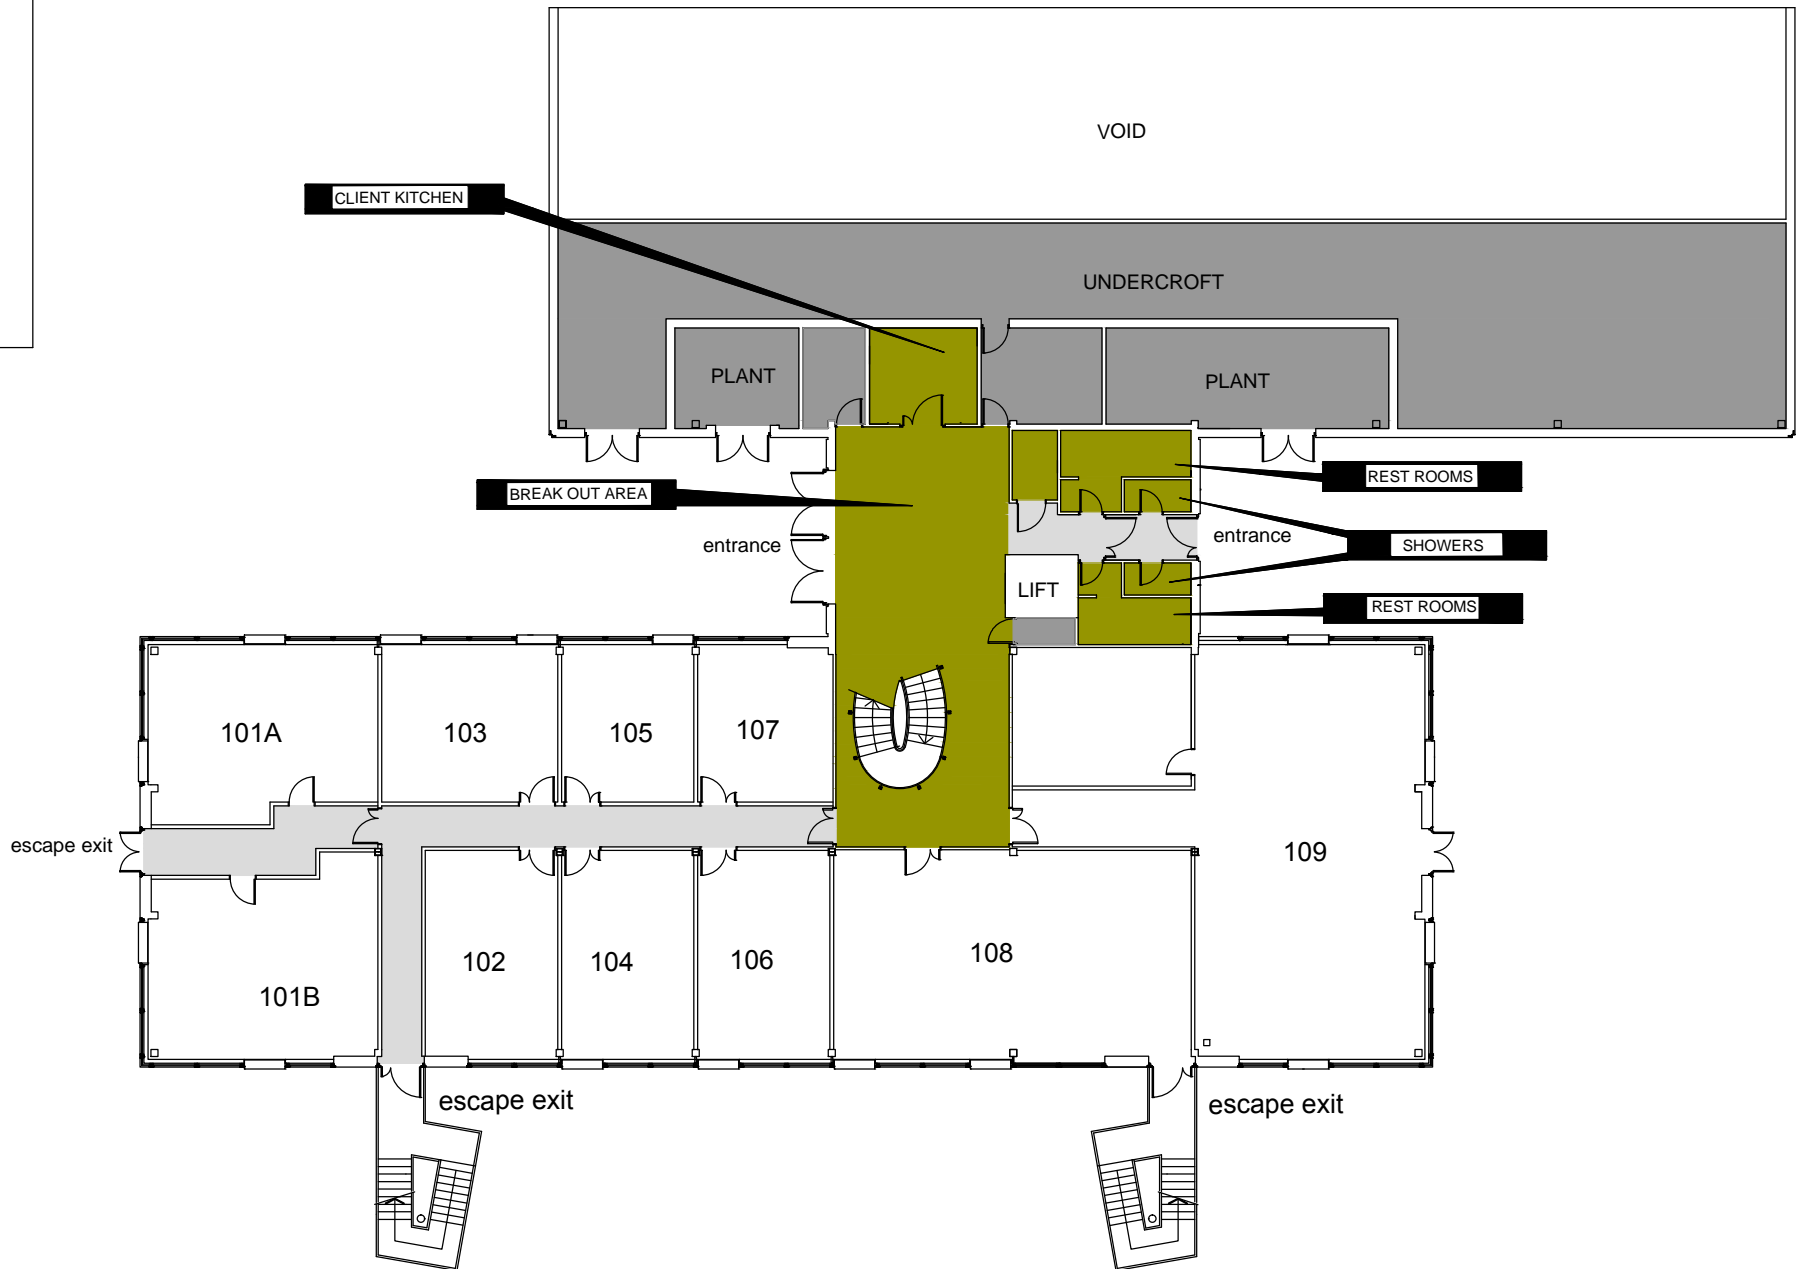 VOID
CLIENT KITCHEN
UNDERCROFT
PLANT
PLANT
REST ROOMS
BREAK OUT AREA
entrance
entrance
SHOWERS
LIFT
REST ROOMS
101A
103
105
107
escape exit
109
102
104
106
108
101B
escape exit
escape exit